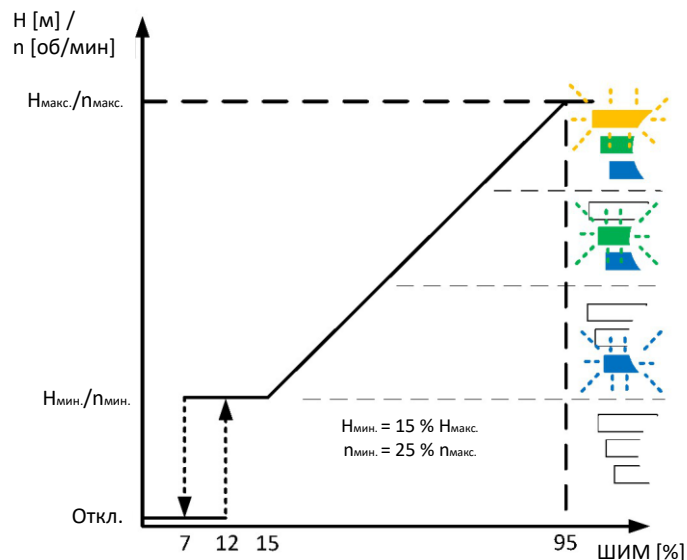 H [м] /
n [об/мин]
Hмакс./nмакс.
Hмин./nмин.
Hмин. = 15 % Hмакс.
nмин. = 25 % nмакс.
Откл.
7 12 15 95
ШИМ [%]